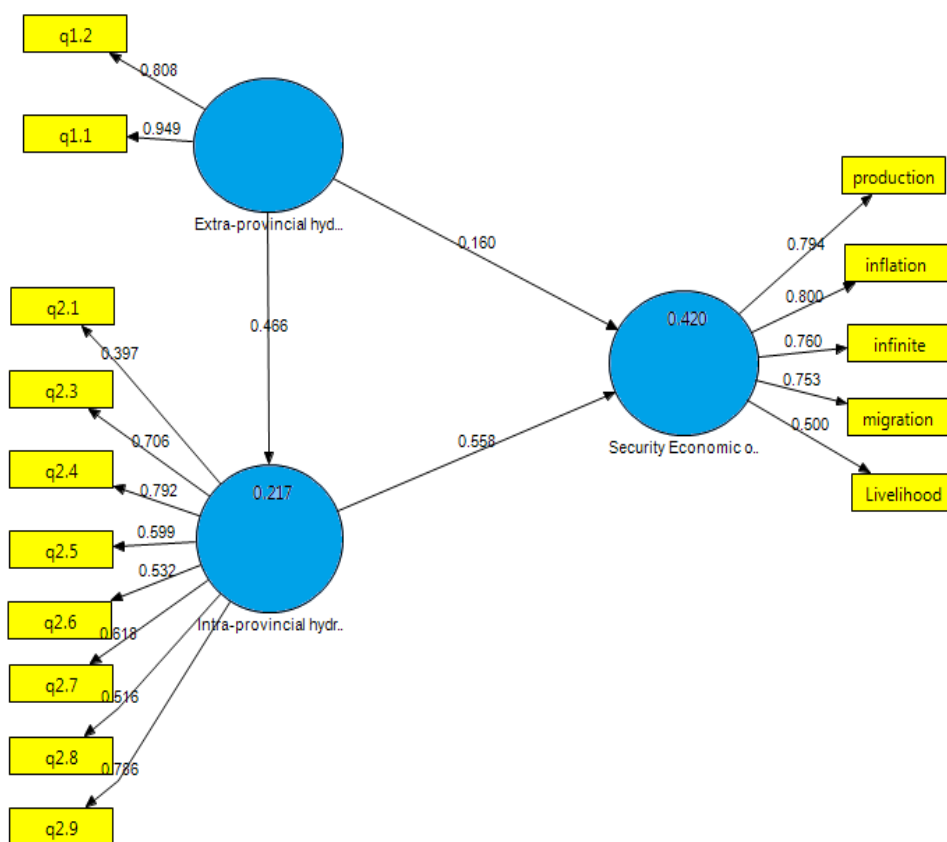 q1.2
0.808
q1.1
0.949
Extra-provincial hyd...
0.160
0.466
production
0.794
inflation
0.800
infinite
0.760
migration
0.753
Livelihood
0.500
0.420
Security Economic o..
0.558
q2.1
0.397
q2.3
0.706
q2.4
0.792
q2.5
0.599
q2.6
0.532
q2.7
0.618
q2.8
0.516
q2.9
0.786
0.217
Intra-provincial hydr..